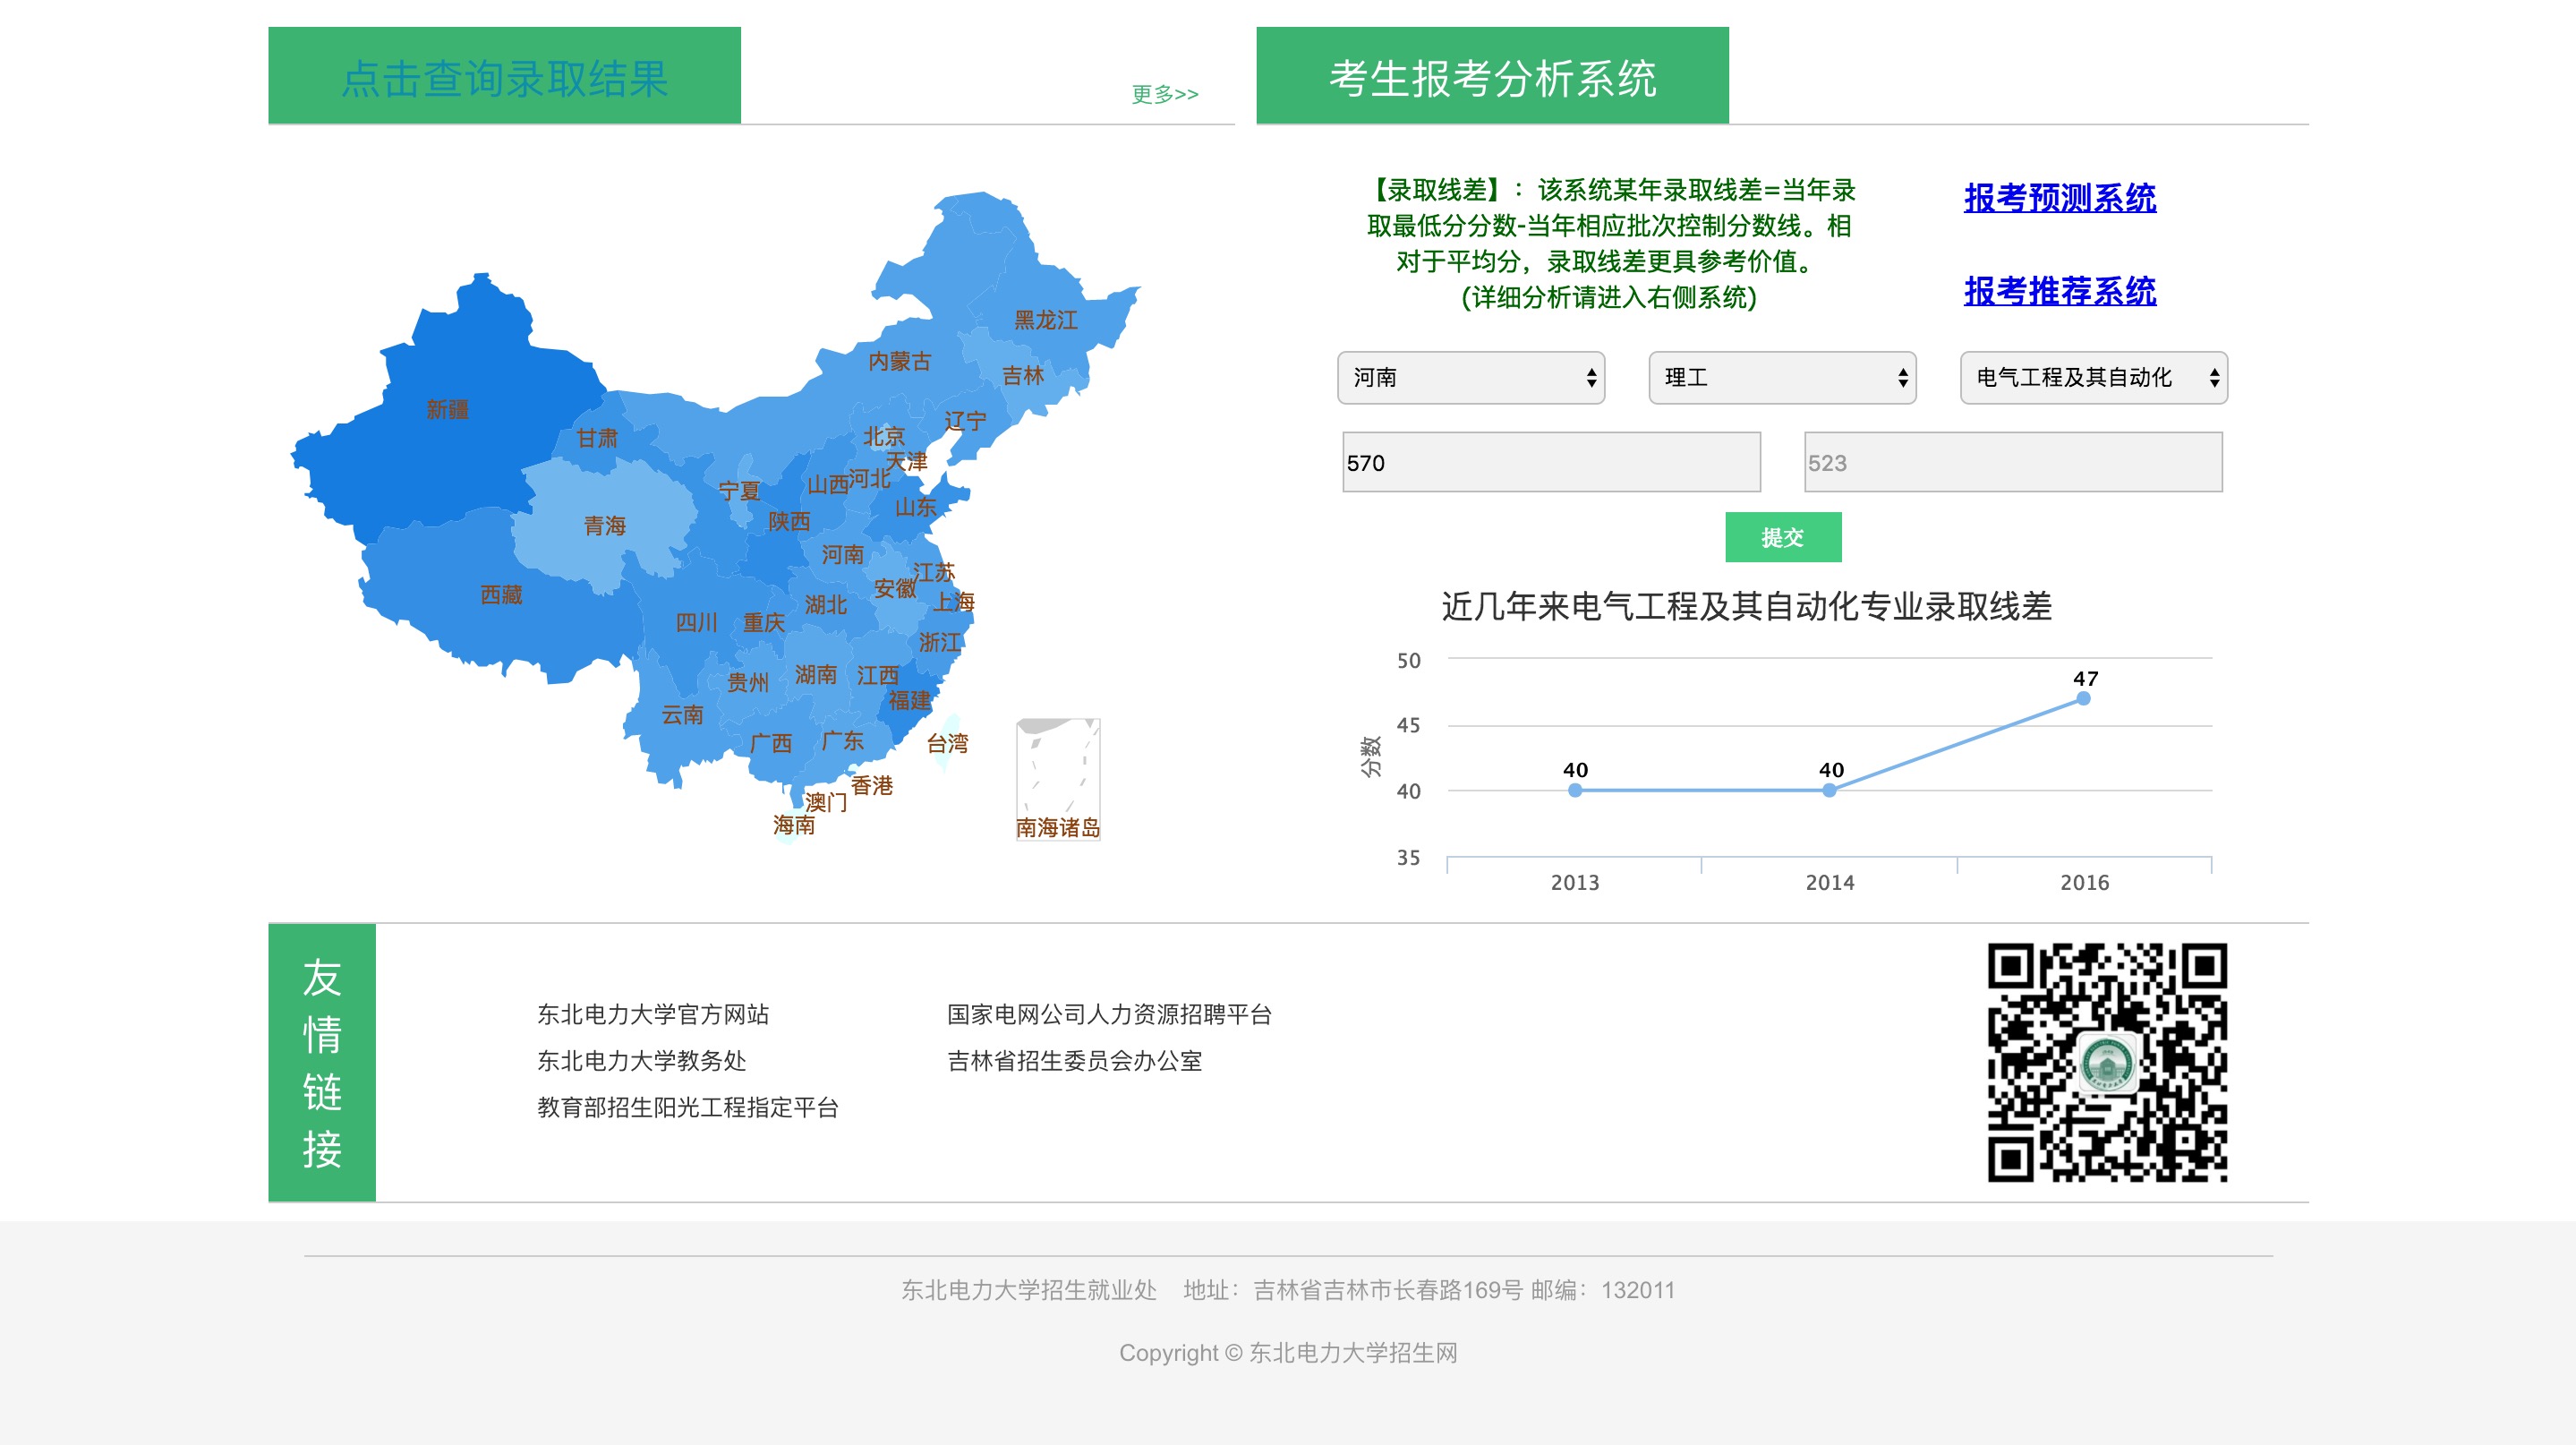 点击查询录取结果
更多>>
考生报考分析系统
【录取线差】：该系统某年录取线差=当年录
取最低分分数-当年相应批次控制分数线。相
对于平均分，录取线差更具参考价值。
(详细分析请进入右侧系统)
报考预测系统
报考推荐系统
河南
理工
电气工程及其自动化
570
523
提交
近几年来电气工程及其自动化专业录取线差
分数
50
45
40
35
40
40
47
2013
2014
2016
黑龙江
内蒙古
吉林
新疆
辽宁
甘肃
北京
天津
河北
山西
宁夏
山东
陕西
青海
河南
江苏
安徽
西藏
上海
湖北
四川
重庆
浙江
湖南
江西
贵州
福建
云南
广东
广西
台湾
香港
澳门
海南
南海诸岛
友
情
链
接
东北电力大学官方网站
国家电网公司人力资源招聘平台
东北电力大学教务处
吉林省招生委员会办公室
教育部招生阳光工程指定平台
东北电力大学招生就业处 地址：吉林省吉林市长春路169号 邮编：132011
Copyright © 东北电力大学招生网